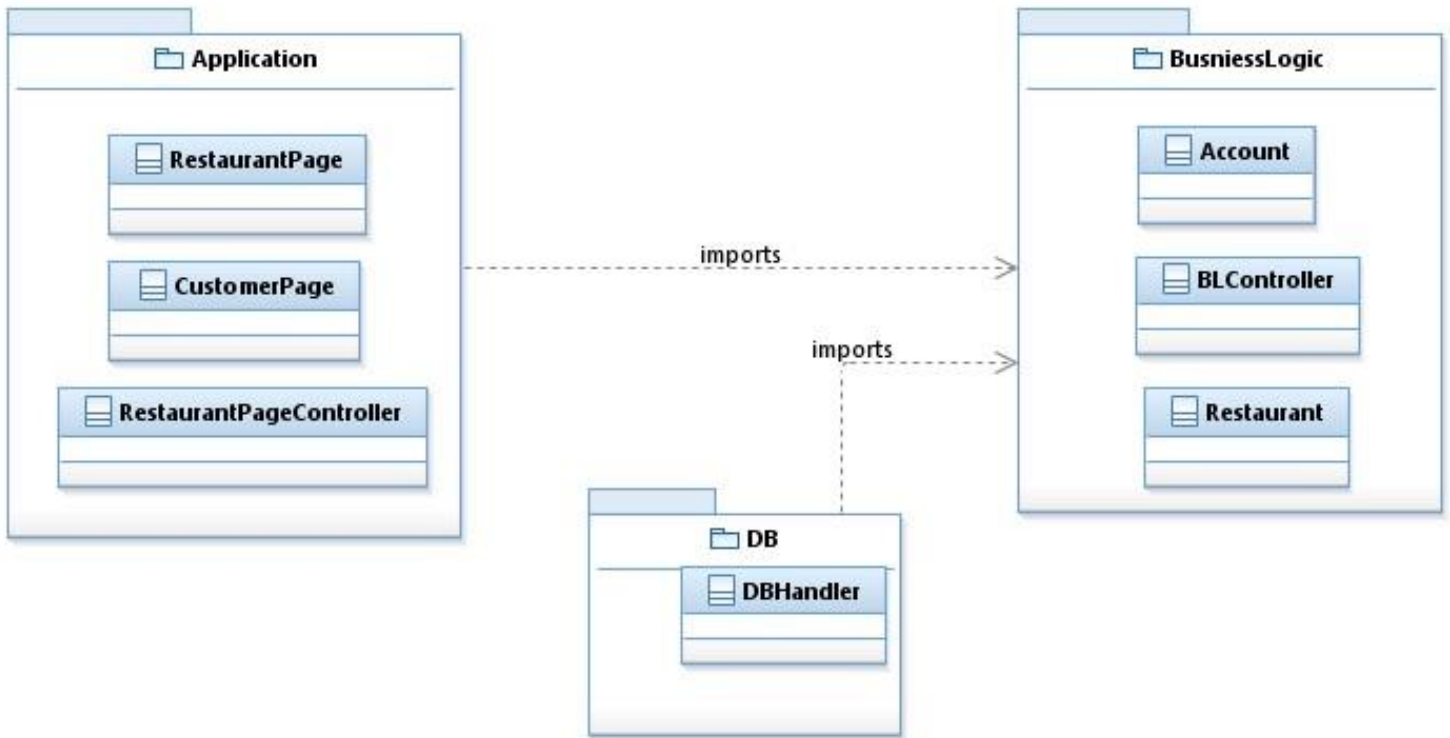 Application
RestaurantPage
CustomerPage
RestaurantPageController
imports
imports
BusniessLogic
Account
BLController
Restaurant
DB
DBHandler